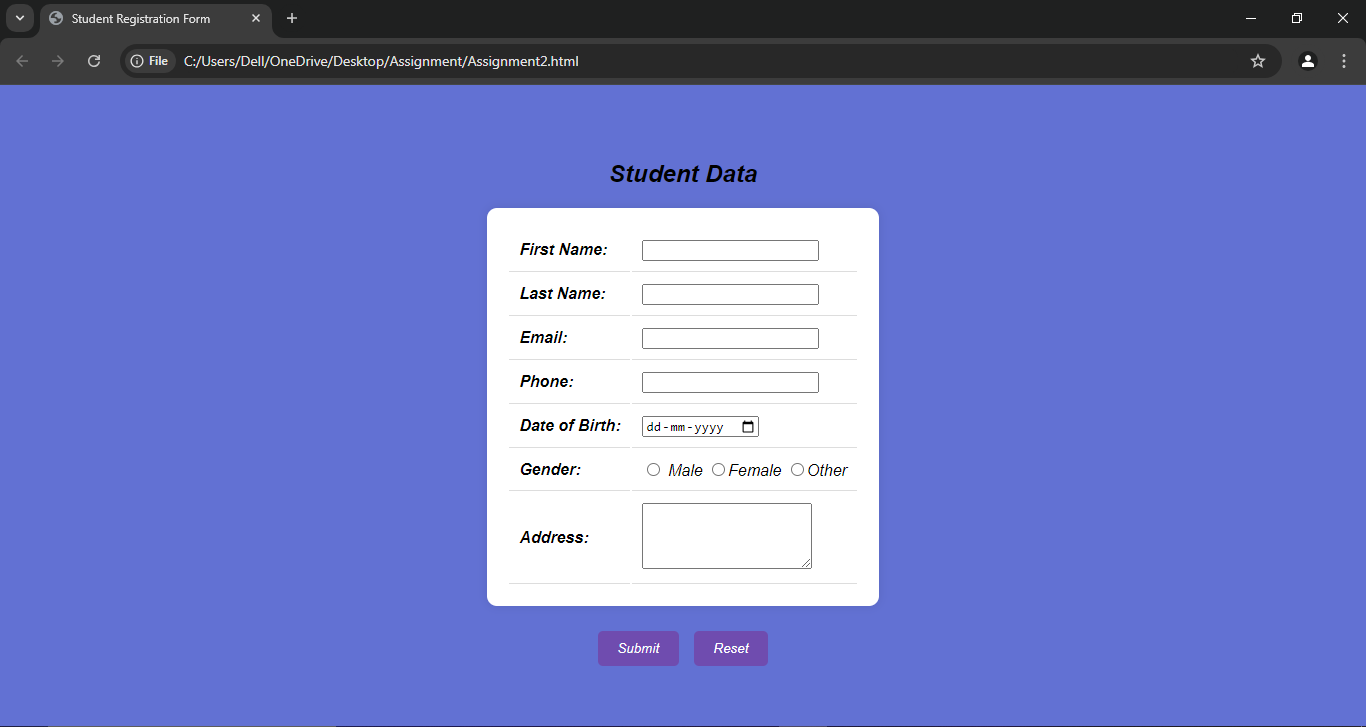 Student Registration Form
File C:/Users/Dell/OneDrive/Desktop/Assignment/Assignment2.html
Student Data
First Name:
Last Name:
Email:
Phone:
Date of Birth: dd-mm-yyyy
Gender: Male Female Other
Address:
Submit Reset